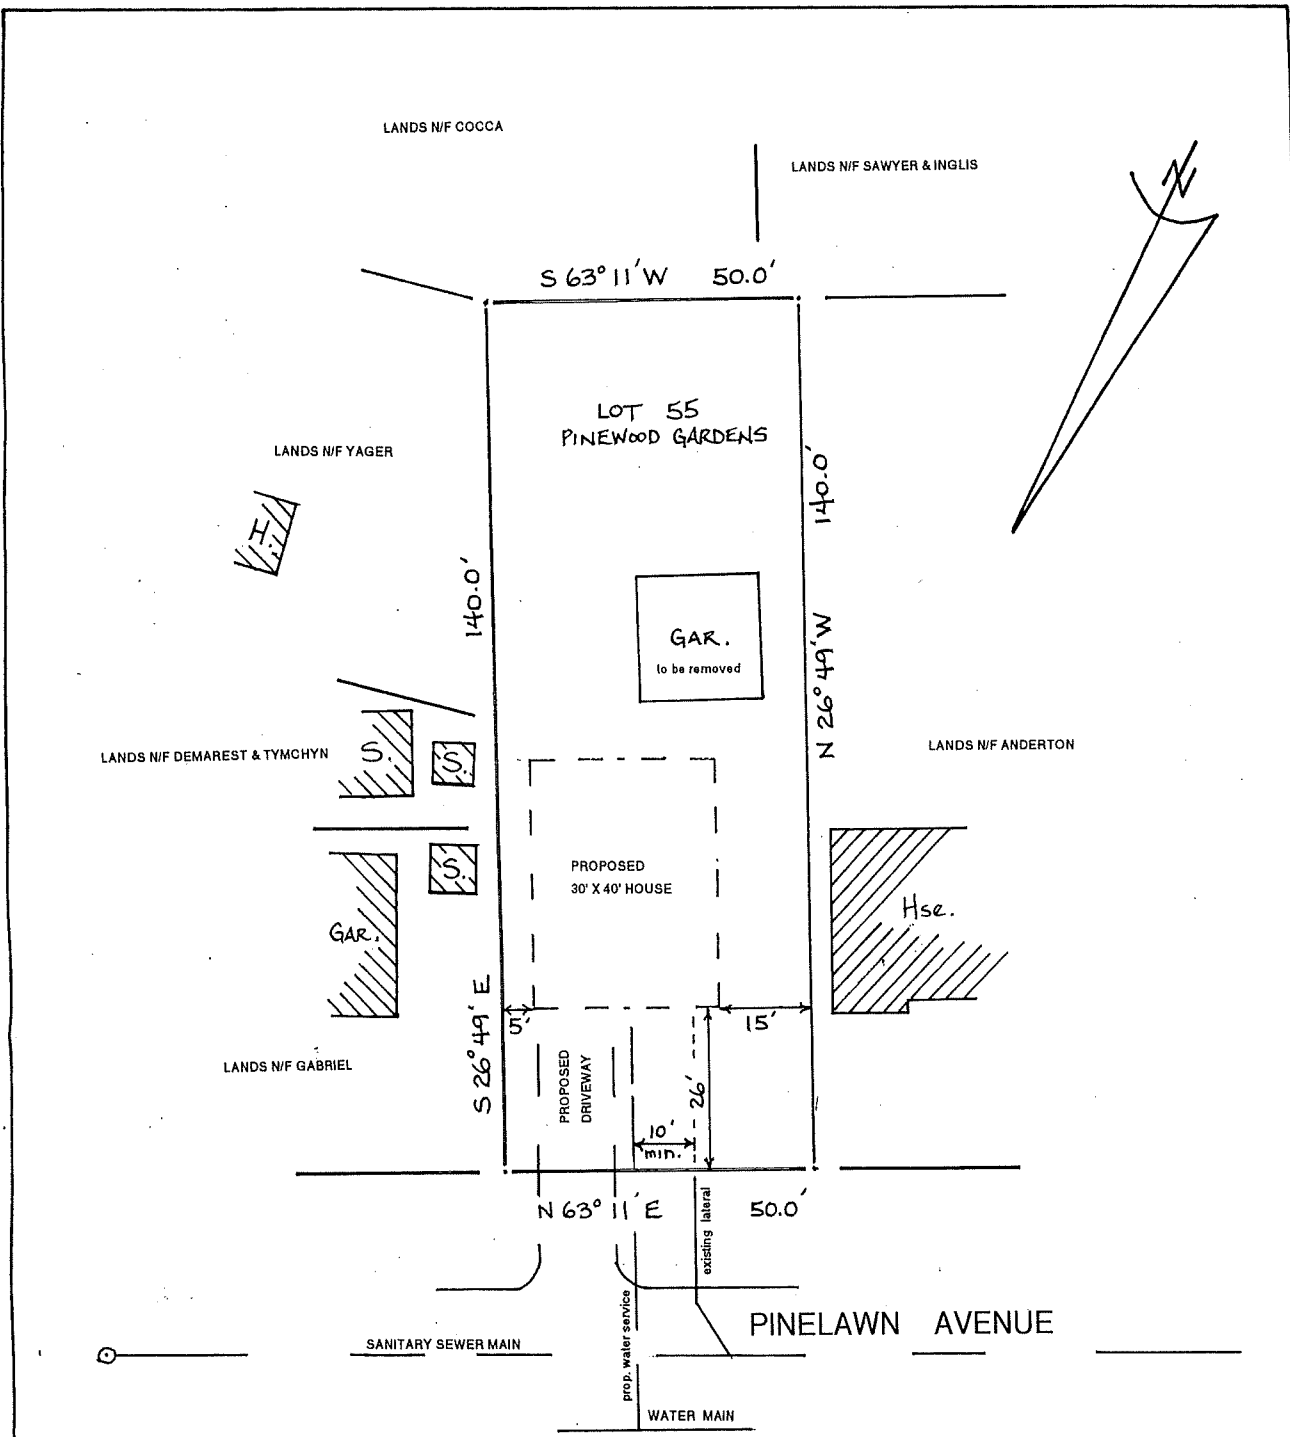 LANDS N/F COCCA
LANDS N/F SAWYER & INGLIS
N
S 63° 11' W 50.0'
LOT 55
PINEWOOD GARDENS
LANDS N/F YAGER
H.
140.0'
140.0'
GAR.
to be removed
N 26° 49' W
LANDS N/F DEMAREST & TYMCHYN
S.
S.
LANDS N/F ANDERTON
S.
PROPOSED
30' X 40' HOUSE
GAR.
Hse.
S 26° 49' E
5'
15'
LANDS N/F GABRIEL
PROPOSED
DRIVEWAY
26'
10'
min.
N 63° 11' E 50.0'
existing lateral
prop. water service
PINELAWN AVENUE
SANITARY SEWER MAIN
WATER MAIN